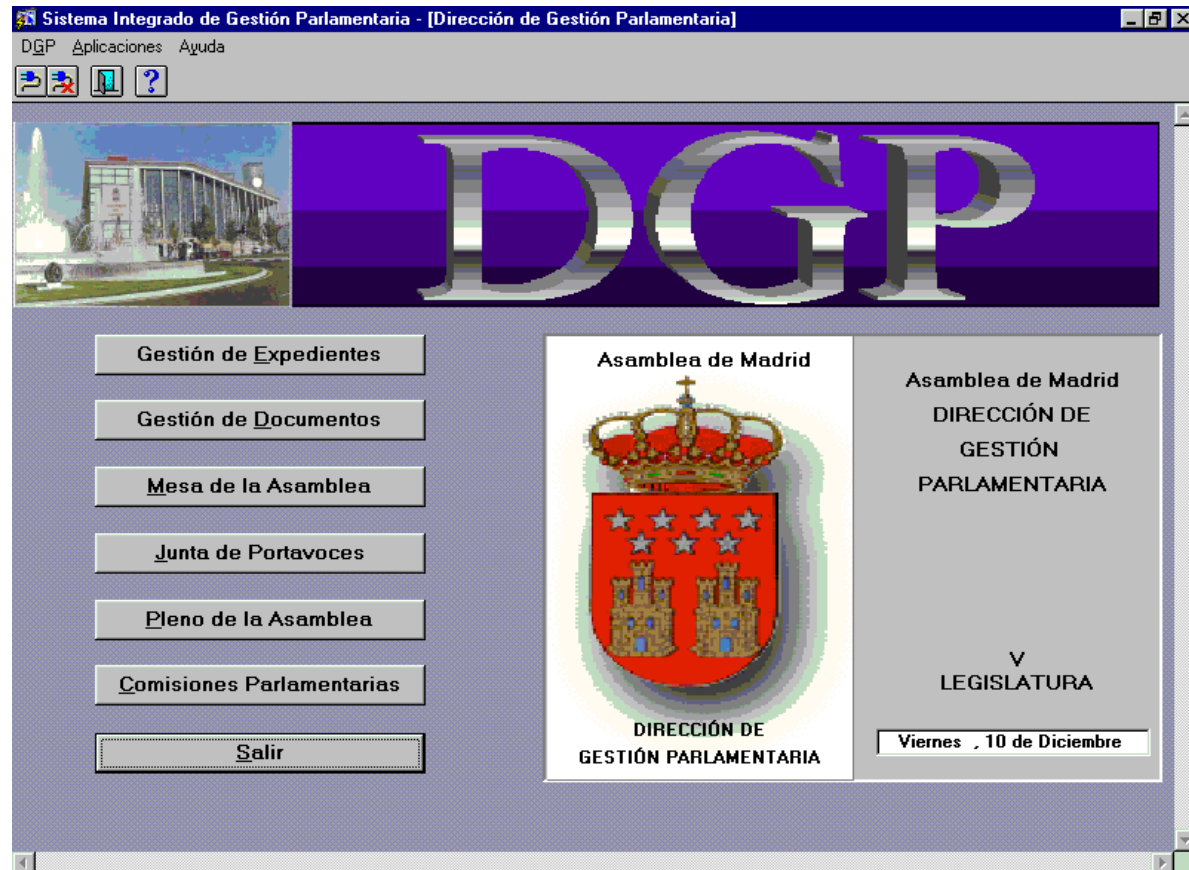 Sistema Integrado de Gestión Parlamentaria - [Dirección de Gestión Parlamentaria]
DGP Aplicaciones Ayuda
?
DGP
Gestión de Expedientes
Gestión de Documentos
Mesa de la Asamblea
Junta de Portavoces
Pleno de la Asamblea
Comisiones Parlamentarias
Salir
Asamblea de Madrid
DIRECCIÓN DE
GESTIÓN PARLAMENTARIA
Asamblea de Madrid
DIRECCIÓN DE
GESTIÓN
PARLAMENTARIA
V
LEGISLATURA
Viernes , 10 de Diciembre